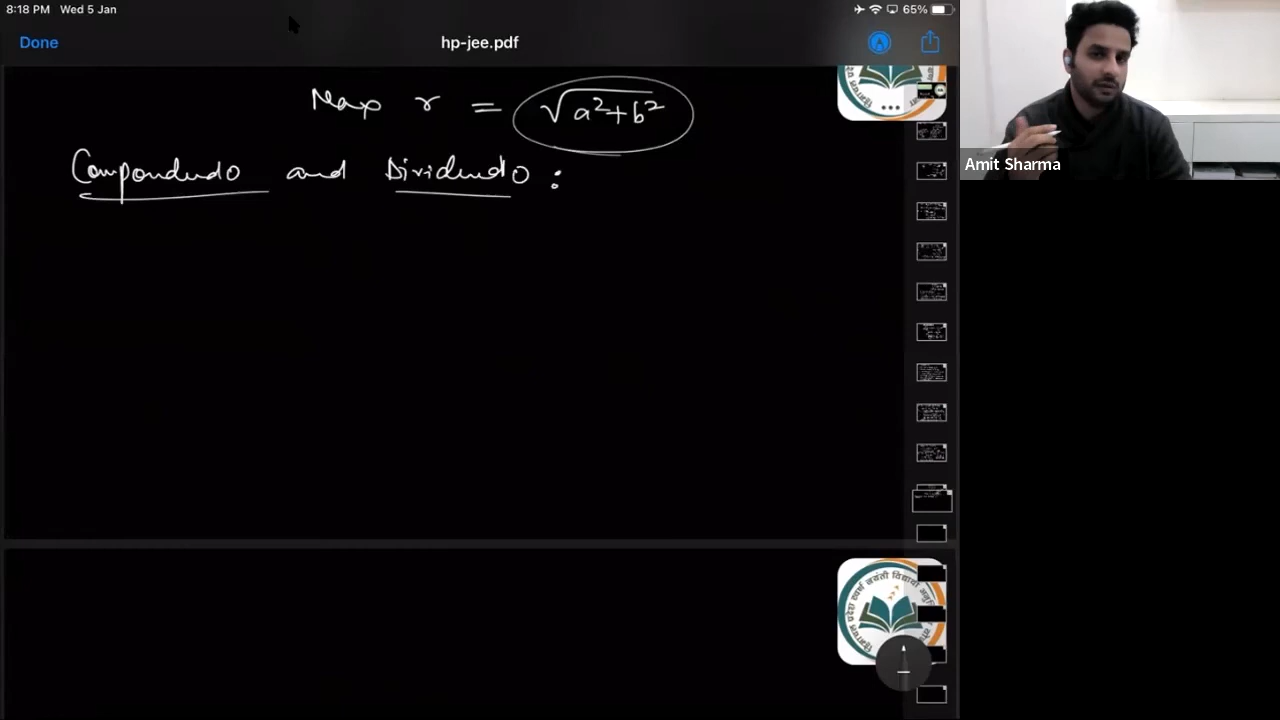 8:18 PM Wed 5 Jan
65%
Done
hp-jee.pdf
Max r = √a²+b²
Componendo and Dividendo :
Amit Sharma